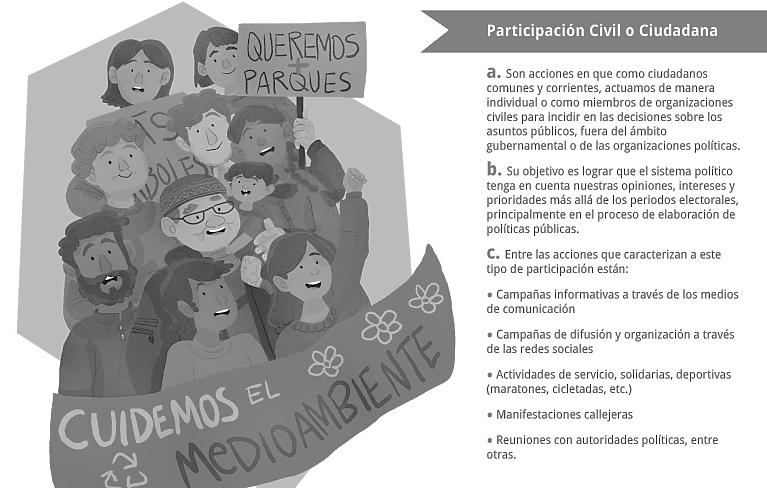 QUEREMOS
+
PARQUES
CUIDEMOS EL
MEDIOAMBIENTE
Participación Civil o Ciudadana
a. Son acciones en que como ciudadanos
comunes y corrientes, actuamos de manera
individual o como miembros de organizaciones
civiles para incidir en las decisiones sobre los
asuntos públicos, fuera del ámbito
gubernamental o de las organizaciones políticas.
b. Su objetivo es lograr que el sistema político
tenga en cuenta nuestras opiniones, intereses y
prioridades más allá de los periodos electorales,
principalmente en el proceso de elaboración de
políticas públicas.
c. Entre las acciones que caracterizan a este
tipo de participación están:
• Campañas informativas a través de los medios
de comunicación
• Campañas de difusión y organización a través
de las redes sociales
• Actividades de servicio, solidarias, deportivas
(maratones, cicletadas, etc.)
• Manifestaciones callejeras
• Reuniones con autoridades políticas, entre
otras.